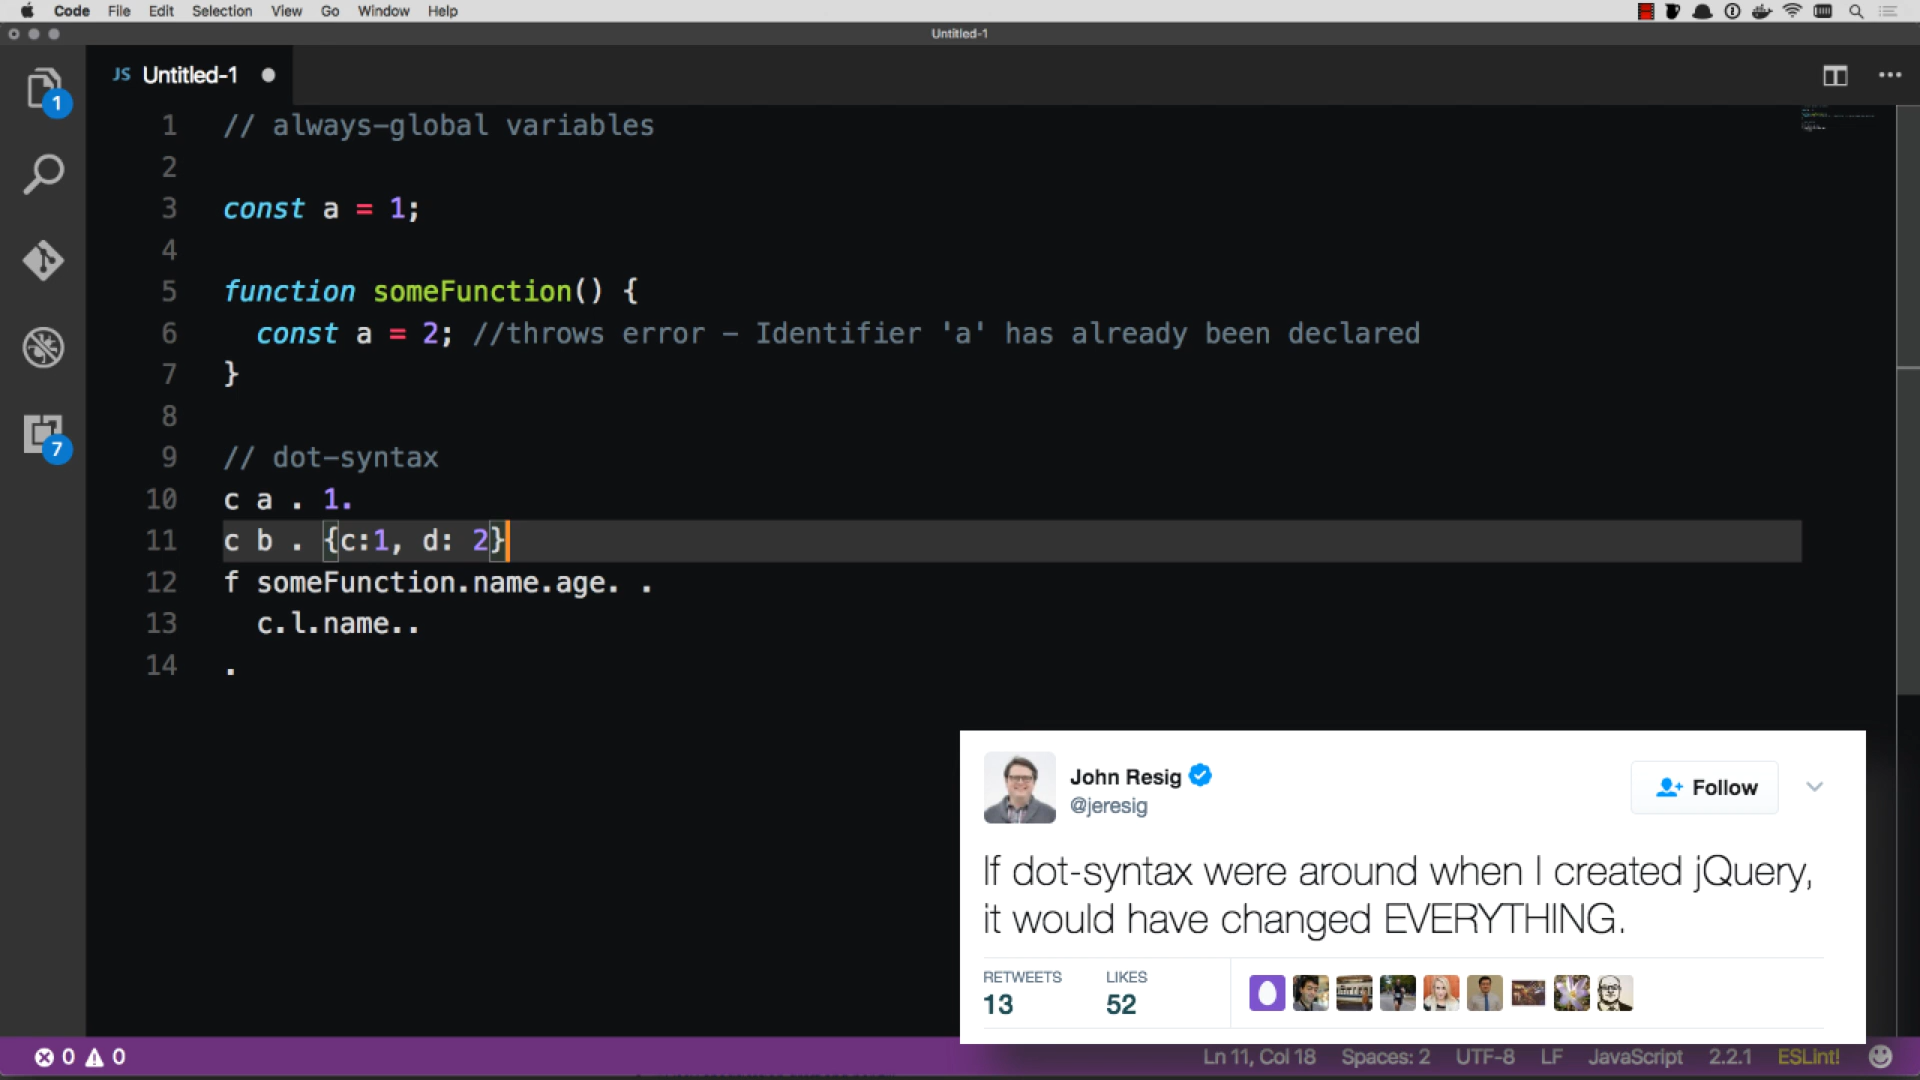 Code File Edit Selection View Go Window Help
Untitled-1
JS Untitled-1
1
7
1 // always-global variables
2
3 const a = 1;
4
5 function someFunction() {
6 const a = 2; //throws error – Identifier 'a' has already been declared
7 }
8
9 // dot-syntax
10 c a . 1.
11 c b . {c:1, d: 2}
12 f someFunction.name.age. .
13 c.l.name..
14 .
John Resig
@jeresig
Follow
If dot-syntax were around when I created jQuery,
it would have changed EVERYTHING.
RETWEETS LIKES
13 52
0 0 Ln 11, Col 18 Spaces: 2 UTF-8 LF JavaScript 2.2.1 ESLint!